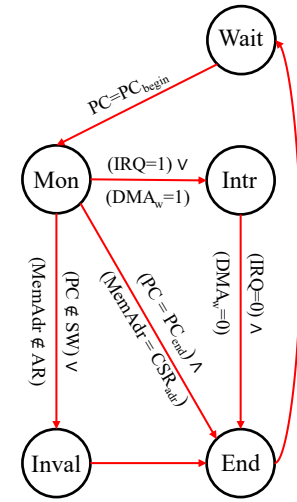 Wait
PC=PC_begin
Mon
(IRQ=1) ∨
(DMA_w=1)
Intr
(PC ∉ SW) ∨
(MemAdr ∉ AR)
(PC = PC_end) ∧
(MemAdr = CSR_adr)
(IRQ=0) ∧
(DMA_w=0)
Inval
End